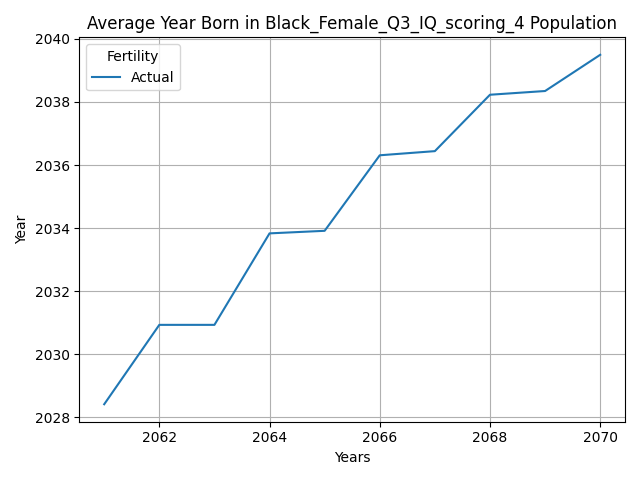 Average Year Born in Black_Female_Q3_IQ_scoring_4 Population
Fertility
Actual
2040
2038
2036
2034
2032
2030
2028
Year
2062
2064
2066
2068
2070
Years